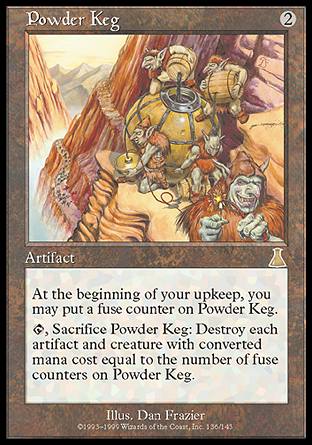 Powder Keg 2
Artifact
At the beginning of your upkeep, you
may put a fuse counter on Powder Keg.
, Sacrifice Powder Keg: Destroy each
artifact and creature with converted
mana cost equal to the number of fuse
counters on Powder Keg.
Illus. Dan Frazier
©1993-1999 Wizards of the Coast, Inc. 136/143